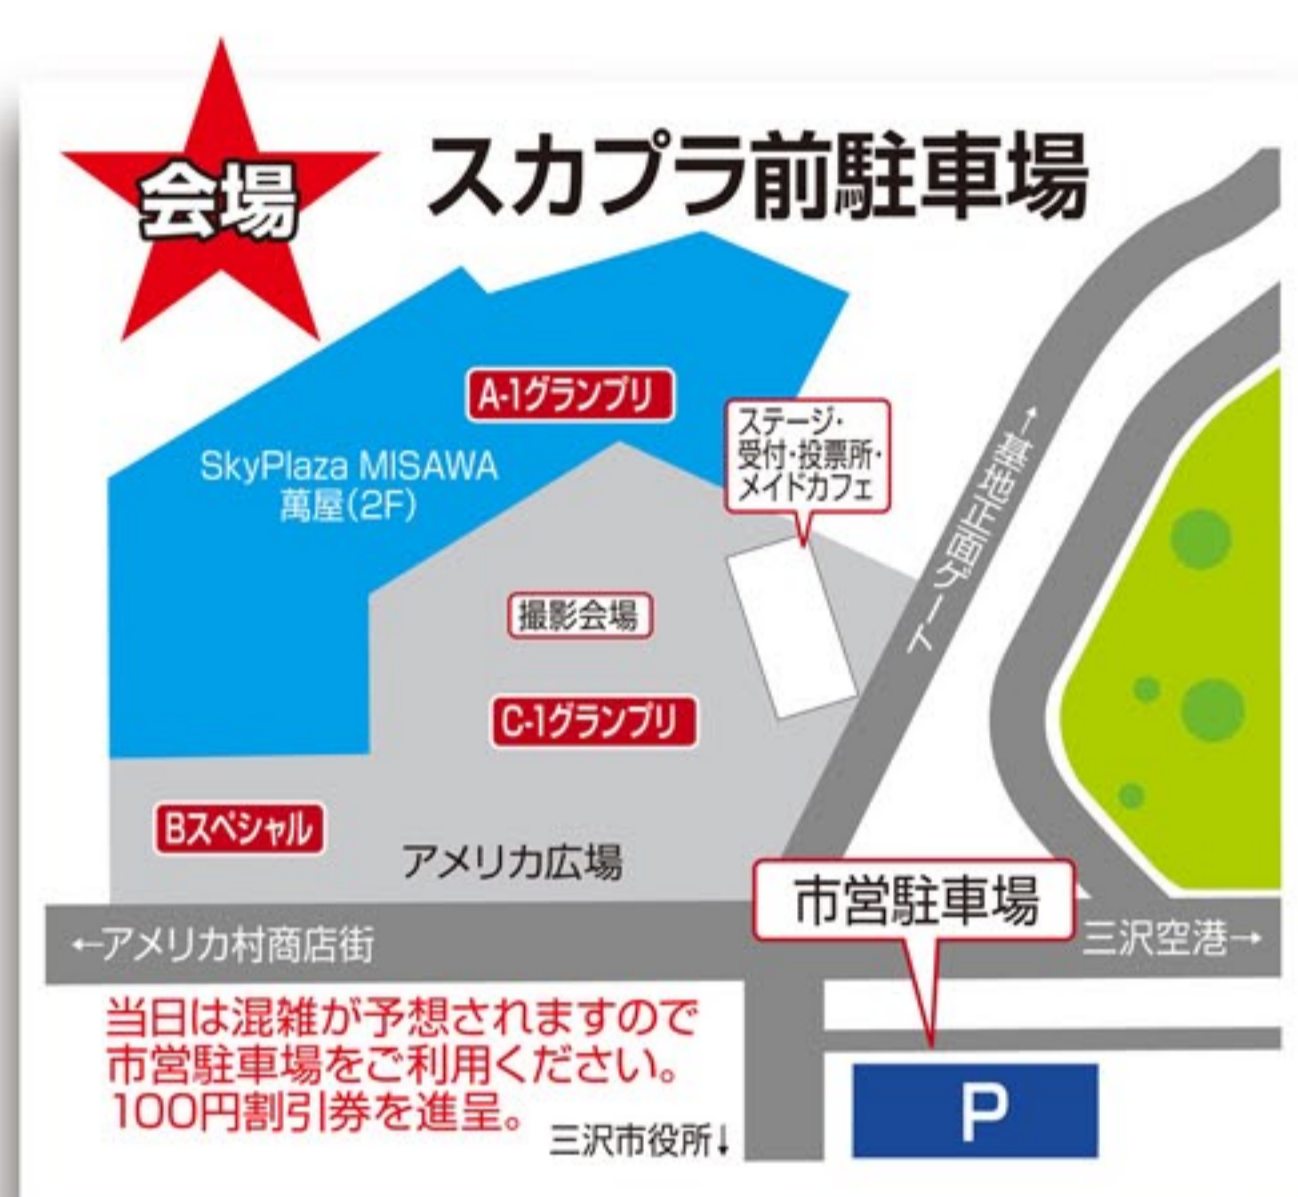 会場
スカプラ前駐車場
A-1グランプリ
SkyPlaza MISAWA
萬屋(2F)
ステージ・
受付・投票所・
メイドカフェ
←基地正面ゲート
撮影会場
C-1グランプリ
Bスペシャル
アメリカ広場
市営駐車場
←アメリカ村商店街
三沢空港→
当日は混雑が予想されますので
市営駐車場をご利用ください。
100円割引券を進呈。
三沢市役所↓
P